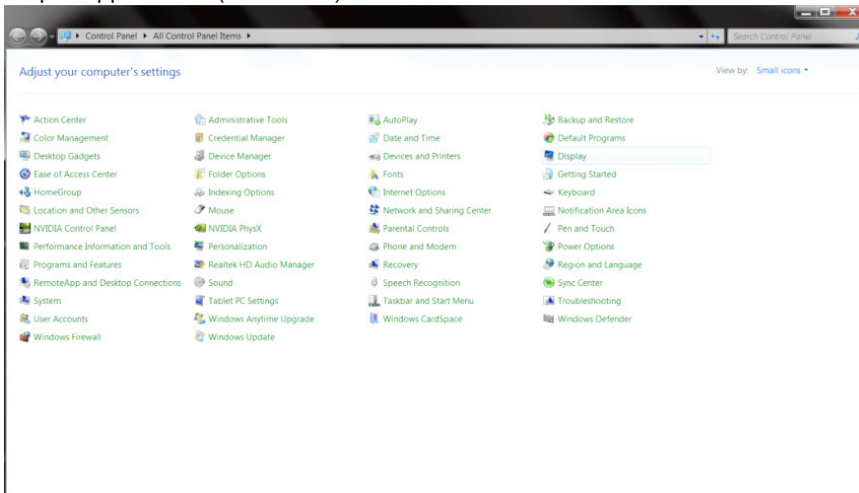 Control Panel All Control Panel Items Search Control Panel
Adjust your computer's settings View by: Small icons
Action Center Administrative Tools AutoPlay Backup and Restore
Color Management Credential Manager Date and Time Default Programs
Desktop Gadgets Device Manager Devices and Printers Display
Ease of Access Center Folder Options Fonts Getting Started
HomeGroup Indexing Options Internet Options Keyboard
Location and Other Sensors Mouse Network and Sharing Center Notification Area Icons
NVIDIA Control Panel NVIDIA PhysX Parental Controls Pen and Touch
Performance Information and Tools Personalization Phone and Modem Power Options
Programs and Features Realtek HD Audio Manager Recovery Region and Language
RemoteApp and Desktop Connections Sound Speech Recognition Sync Center
System Tablet PC Settings Taskbar and Start Menu Troubleshooting
User Accounts Windows Anytime Upgrade Windows CardSpace Windows Defender
Windows Firewall Windows Update